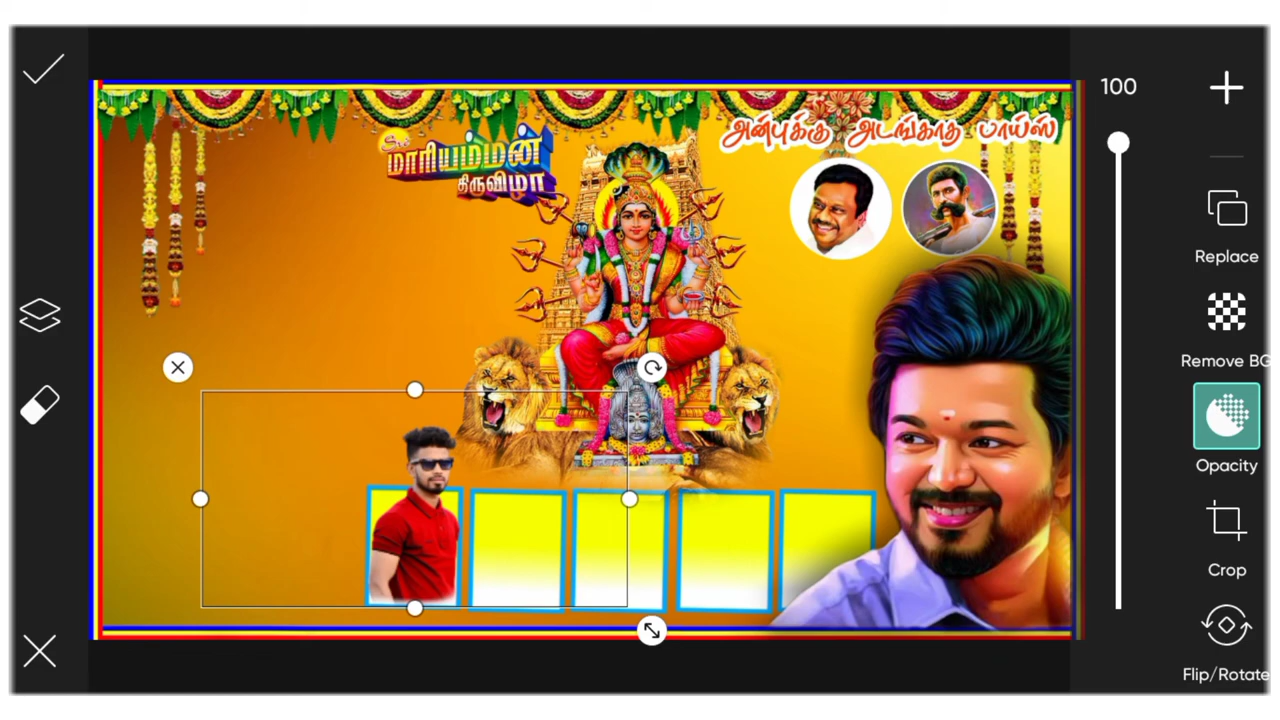 100
அன்புக்கு அடங்காத பாய்ஸ்
ஸ்ரீ
மாரியம்மன்
திருவிழா
Replace
Remove BG
Opacity
Crop
Flip/Rotate